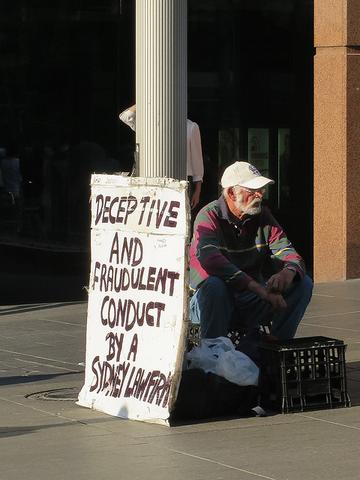 DECEPTIVE
AND
FRAUDULENT
CONDUCT
BY A
SYDNEY LAWFIRM